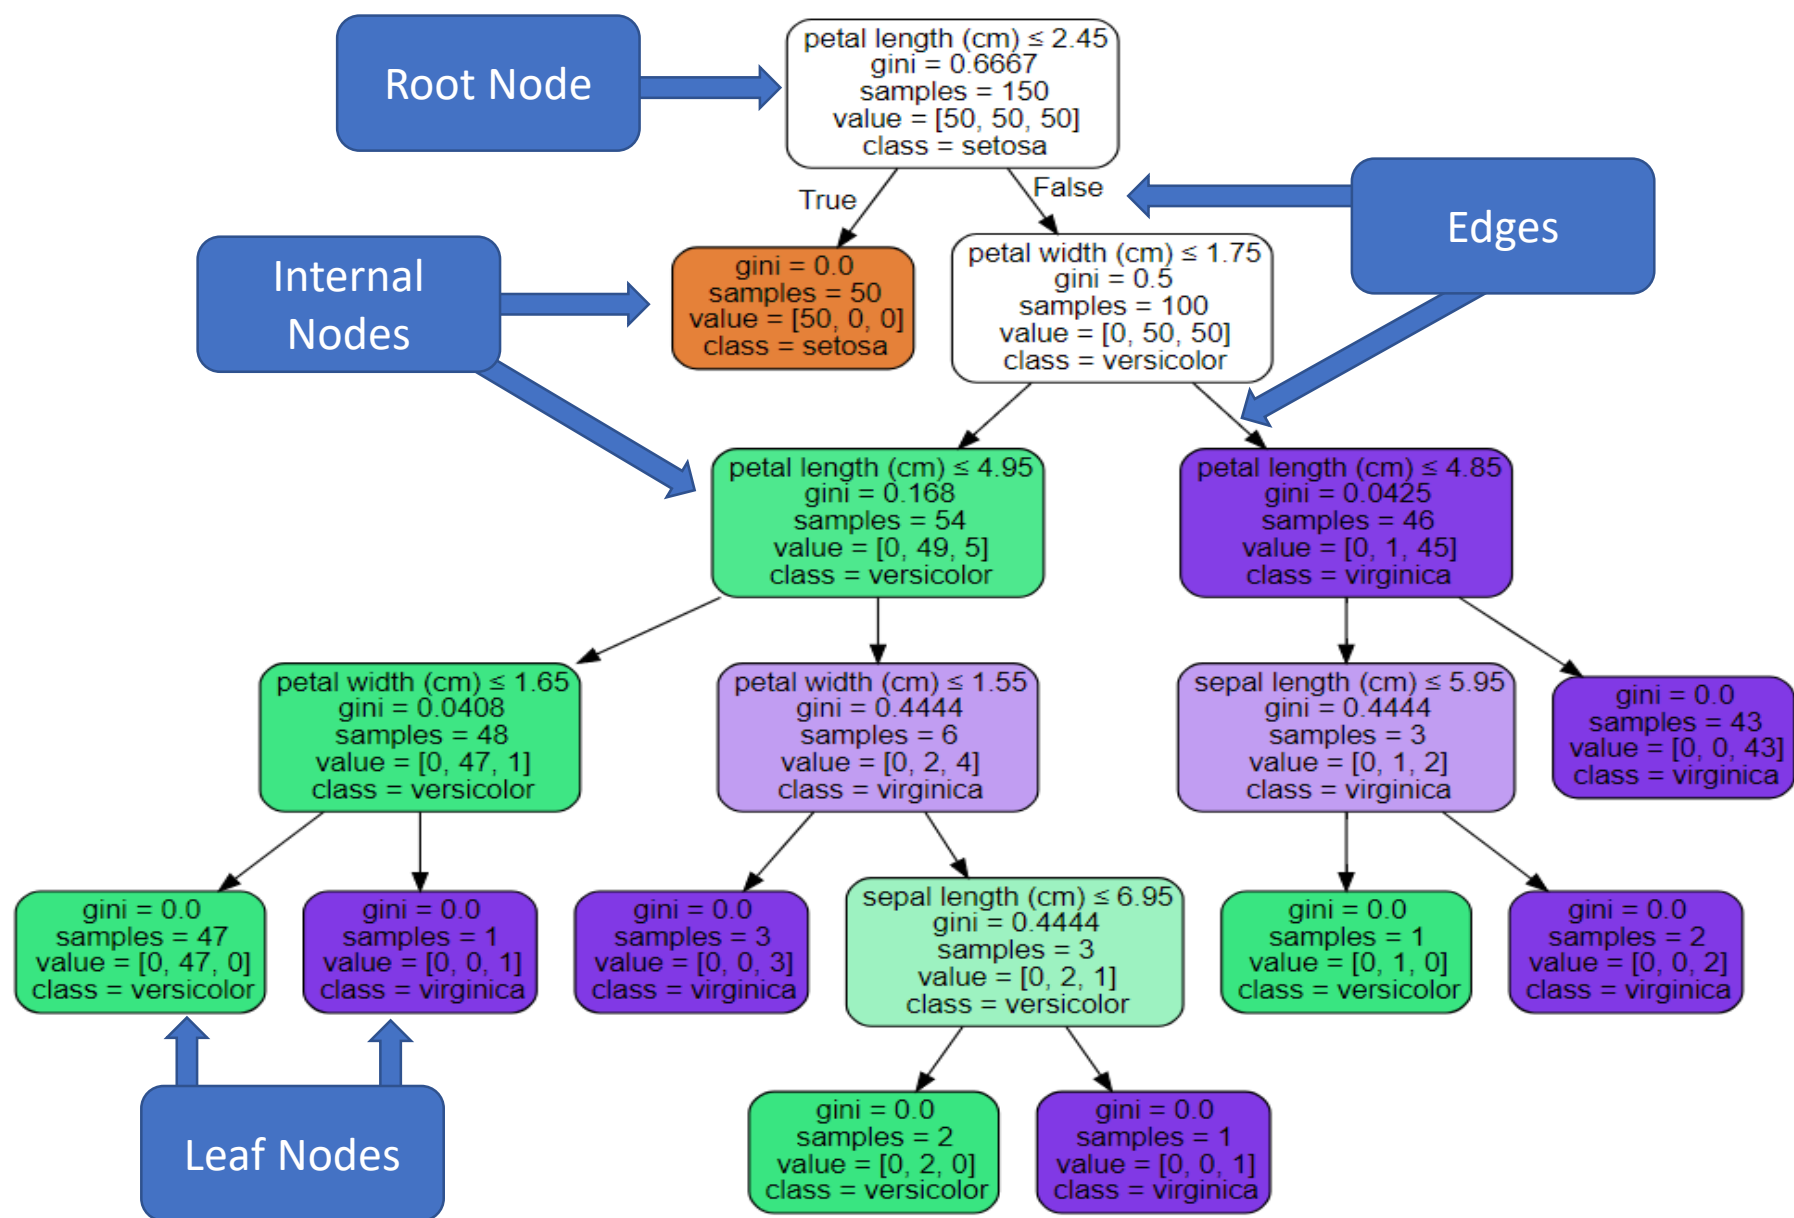 Root Node
petal length (cm) ≤ 2.45
gini = 0.6667
samples = 150
value = [50, 50, 50]
class = setosa
True
False
Edges
Internal
Nodes
gini = 0.0
samples = 50
value = [50, 0, 0]
class = setosa
petal width (cm) ≤ 1.75
gini = 0.5
samples = 100
value = [0, 50, 50]
class = versicolor
petal length (cm) ≤ 4.95
gini = 0.168
samples = 54
value = [0, 49, 5]
class = versicolor
petal length (cm) ≤ 4.85
gini = 0.0425
samples = 46
value = [0, 1, 45]
class = virginica
petal width (cm) ≤ 1.65
gini = 0.0408
samples = 48
value = [0, 47, 1]
class = versicolor
petal width (cm) ≤ 1.55
gini = 0.4444
samples = 6
value = [0, 2, 4]
class = virginica
sepal length (cm) ≤ 5.95
gini = 0.4444
samples = 3
value = [0, 1, 2]
class = virginica
gini = 0.0
samples = 43
value = [0, 0, 43]
class = virginica
gini = 0.0
samples = 47
value = [0, 47, 0]
class = versicolor
gini = 0.0
samples = 1
value = [0, 0, 1]
class = virginica
gini = 0.0
samples = 3
value = [0, 0, 3]
class = virginica
sepal length (cm) ≤ 6.95
gini = 0.4444
samples = 3
value = [0, 2, 1]
class = versicolor
gini = 0.0
samples = 1
value = [0, 1, 0]
class = versicolor
gini = 0.0
samples = 2
value = [0, 0, 2]
class = virginica
Leaf Nodes
gini = 0.0
samples = 2
value = [0, 2, 0]
class = versicolor
gini = 0.0
samples = 1
value = [0, 0, 1]
class = virginica